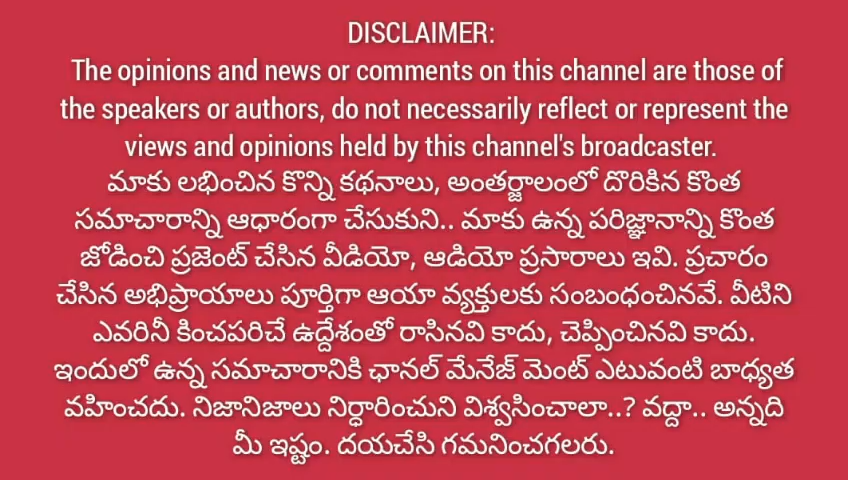 DISCLAIMER:
The opinions and news or comments on this channel are those of
the speakers or authors, do not necessarily reflect or represent the
views and opinions held by this channel's broadcaster.
మాకు లభించిన కొన్ని కథనాలు, అంతర్జాలంలో దొరికిన కొంత
సమాచారాన్ని ఆధారంగా చేసుకుని.. మాకు ఉన్న పరిజ్ఞానాన్ని కొంత
జోడించి ప్రజెంట్ చేసిన వీడియో, ఆడియో ప్రసారాలు ఇవి. ప్రచారం
చేసిన అభిప్రాయాలు పూర్తిగా ఆయా వ్యక్తులకు సంబంధించినవే. వీటిని
ఎవరినీ కించపరిచే ఉద్దేశంతో రాసినవి కాదు, చెప్పించినవి కాదు.
ఇందులో ఉన్న సమాచారానికి ఛానల్ మేనేజ్ మెంట్ ఎటువంటి బాధ్యత
వహించదు. నిజానిజాలు నిర్ధారించుని విశ్వసించాలా..? వద్దా.. అన్నది
మీ ఇష్టం. దయచేసి గమనించగలరు.